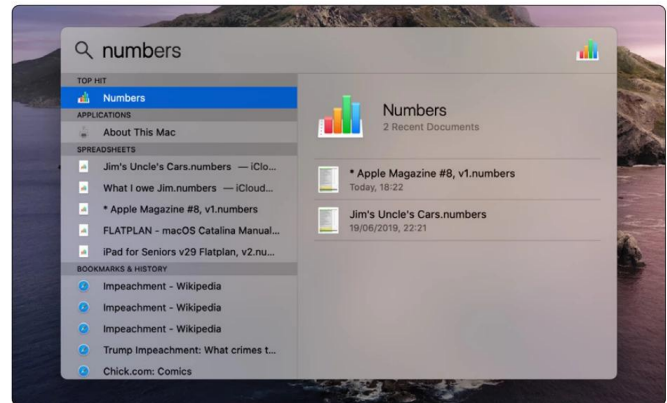 numbers
TOP HIT
Numbers
APPLICATIONS
About This Mac
SPREADSHEETS
Jim's Uncle's Cars.numbers — iClo...
What I owe Jim.numbers — iCloud...
* Apple Magazine #8, v1.numbers
FLATPLAN - macOS Catalina Manual...
iPad for Seniors v29 Flatplan, v2.nu...
BOOKMARKS & HISTORY
Impeachment - Wikipedia
Impeachment - Wikipedia
Impeachment - Wikipedia
Trump Impeachment: What crimes t...
Chick.com: Comics
Numbers
2 Recent Documents
* Apple Magazine #8, v1.numbers
Today, 18:22
Jim's Uncle's Cars.numbers
19/06/2019, 22:21